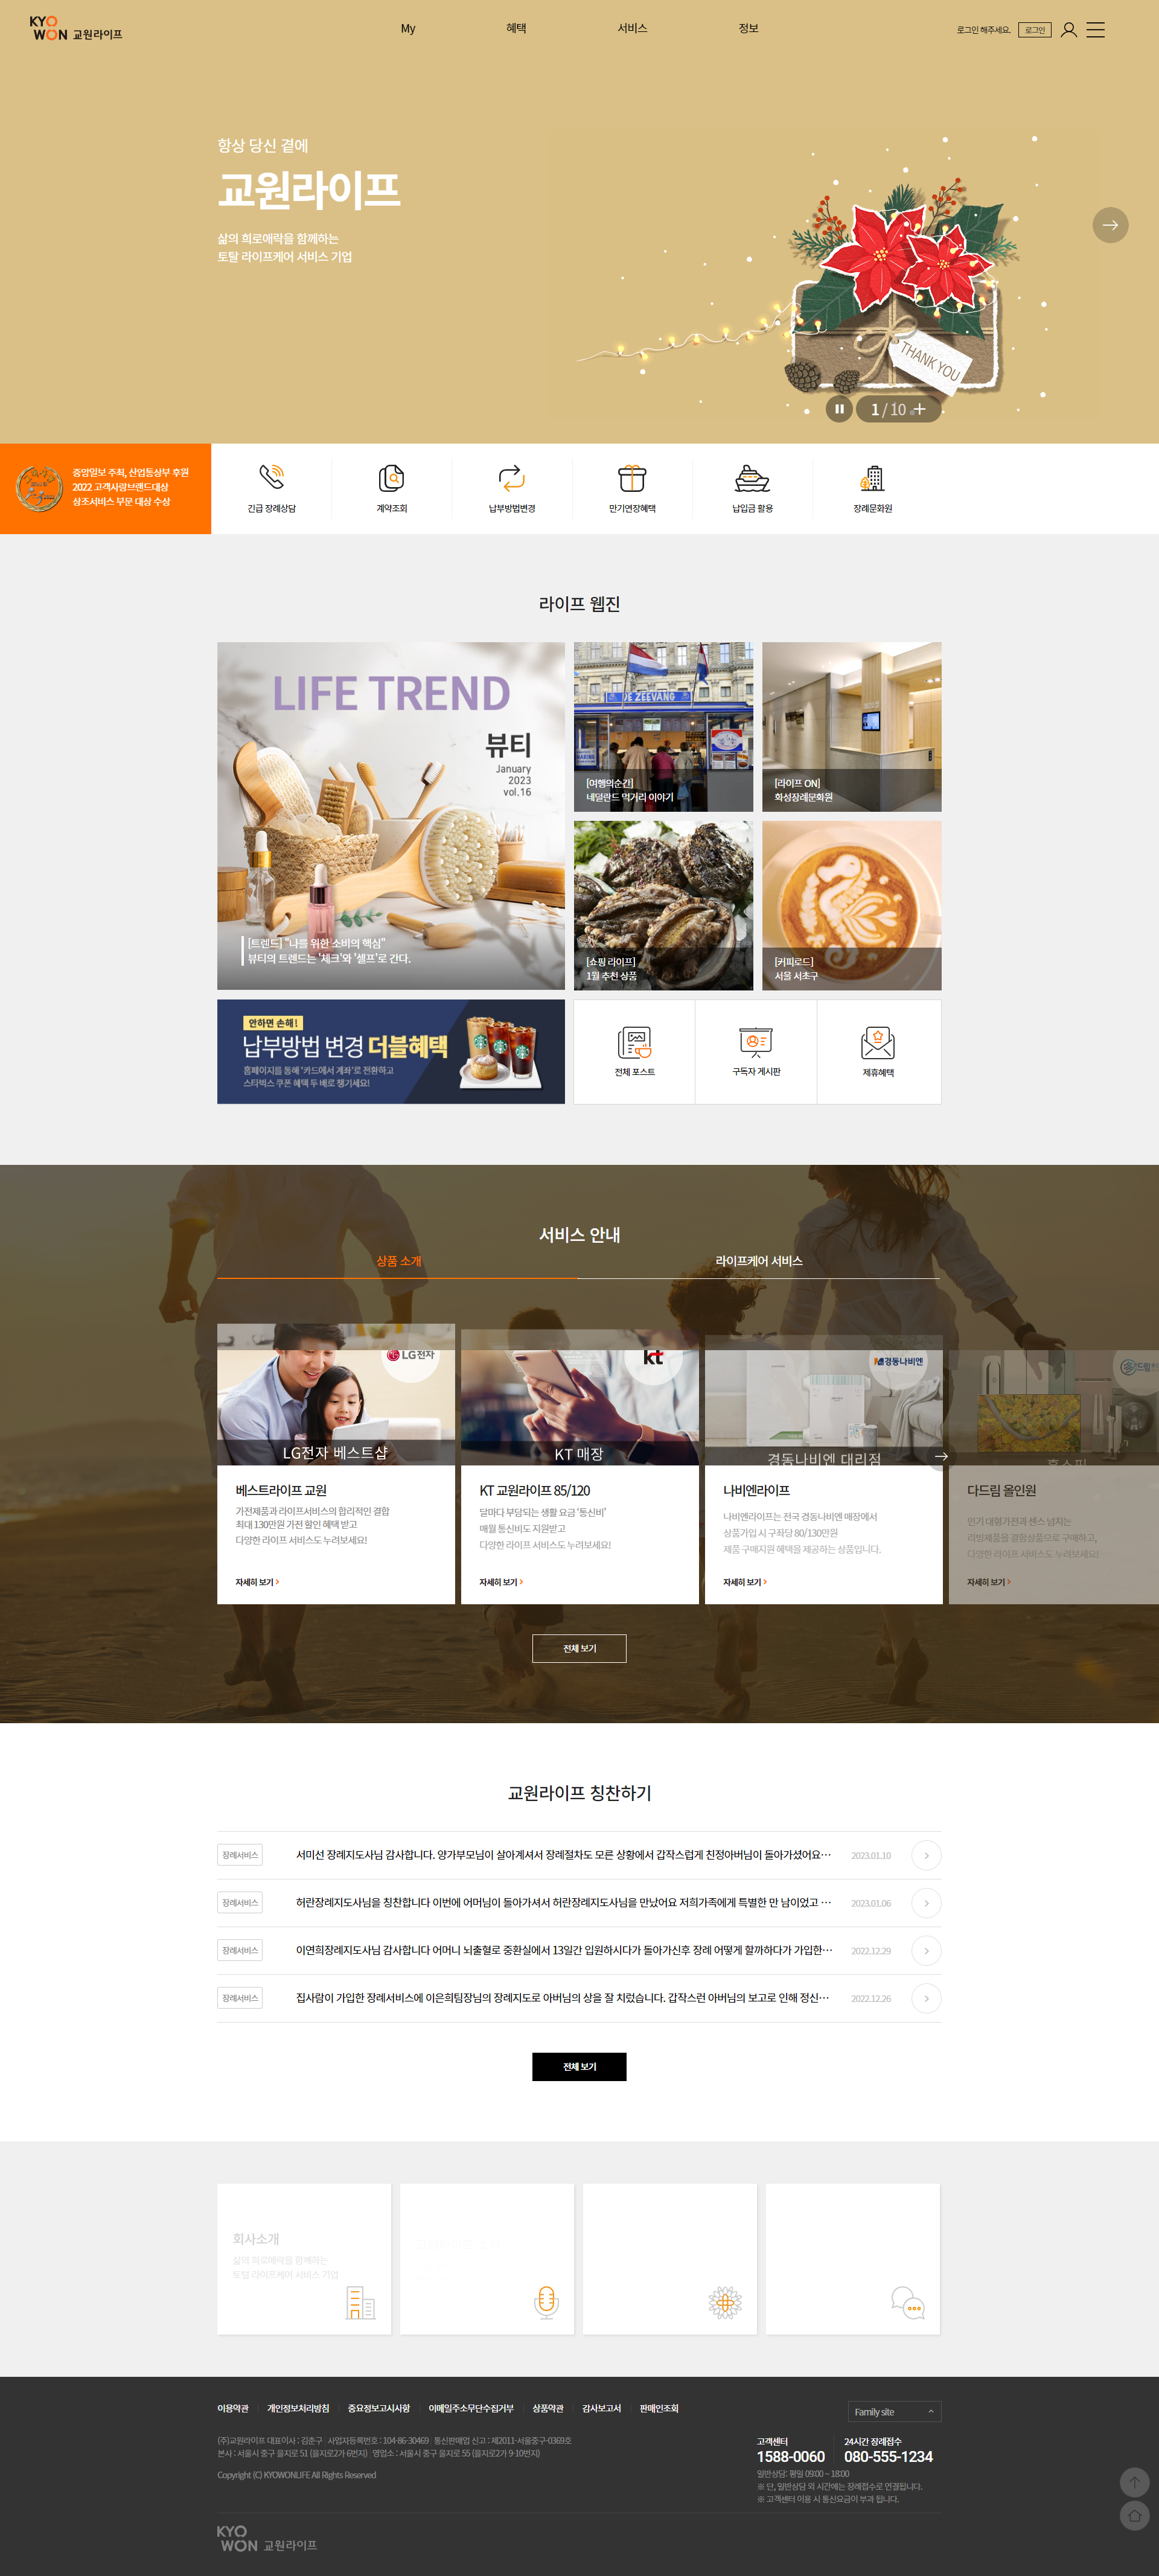 KYO
WON 교원라이프
My
혜택
서비스
정보
로그인 해주세요.
로그인
항상 당신 곁에
교원라이프
삶의 희로애락을 함께하는
토탈 라이프케어 서비스 기업
THANK YOU
1 / 10
중앙일보 주최, 산업통상부 후원
2022 고객사랑브랜드대상
상조서비스 부문 대상 수상
긴급 장례상담
계약조회
납부방법변경
만기연장혜택
납입금 활용
장례문화원
라이프 웹진
LIFE TREND
뷰티
January
2023
vol.16
[트렌드] "나를 위한 소비의 핵심"
뷰티의 트렌드는 '체크'와 '셀프'로 간다.
DE ZEEVANG
[여행의순간]
네덜란드 먹거리 이야기
[라이프 ON]
화성장례문화원
[쇼핑 라이프]
1월 추천 상품
[커피로드]
서울 서초구
안하면 손해!
납부방법 변경 더블혜택
홈페이지를 통해 '카드에서 계좌'로 전환하고
스타벅스 쿠폰 혜택 두 배로 챙기세요!
전체 포스트
구독자 게시판
제휴혜택
서비스 안내
상품 소개
라이프케어 서비스
LG전자
LG전자 베스트샵
베스트라이프 교원
가전제품과 라이프서비스의 합리적인 결합
최대 130만원 가전 할인 혜택 받고
다양한 라이프 서비스도 누려보세요!
자세히 보기
kt
KT 매장
KT 교원라이프 85/120
달마다 부담되는 생활 요금 '통신비'
매월 통신비도 지원받고
다양한 라이프 서비스도 누려보세요!
자세히 보기
경동나비엔
경동나비엔 대리점
나비엔라이프
나비엔라이프는 전국 경동나비엔 매장에서
상품가입 시 구좌당 80/130만원
제품 구매지원 혜택을 제공하는 상품입니다.
자세히 보기
홈쇼핑
다드림 올인원
인기 대형가전과 센스 넘치는
리빙제품을 결합상품으로 구매하고,
다양한 라이프 서비스도 누려보세요!
자세히 보기
전체 보기
교원라이프 칭찬하기
장례서비스
서미선 장례지도사님 감사합니다. 양가부모님이 살아계셔서 장례절차도 모른 상황에서 갑작스럽게 친정아버님이 돌아가셨어요…
2023.01.10
장례서비스
허란장례지도사님을 칭찬합니다 이번에 어머님이 돌아가셔서 허란장례지도사님을 만났어요 저희가족에게 특별한 만 남이었고 …
2023.01.06
장례서비스
이연희장례지도사님 감사합니다 어머니 뇌출혈로 중환실에서 13일간 입원하시다가 돌아가신후 장례 어떻게 할까하다가 가입한…
2022.12.29
장례서비스
집사람이 가입한 장례서비스에 이은희팀장님의 장례지도로 아버님의 상을 잘 치렀습니다. 갑작스런 아버님의 보고로 인해 정신…
2022.12.26
전체 보기
회사소개
삶의 희로애락을 함께하는
토탈 라이프케어 서비스 기업
이용약관
개인정보처리방침
중요정보고시사항
이메일주소무단수집거부
상품약관
감사보고서
판매인조회
Family site
(주)교원라이프 대표이사 : 김춘구 사업자등록번호 : 104-86-30469 통신판매업 신고 : 제2011-서울중구-0369호
본사 : 서울시 중구 을지로 51 (을지로2가 6번지) 영업소 : 서울시 중구 을지로 55 (을지로2가 9-10번지)
Copyright (C) KYOWONLIFE All Rights Reserved
고객센터
1588-0060
24시간 장례접수
080-555-1234
일반상담: 평일 09:00 ~ 18:00
※ 단, 일반상담 외 시간에는 장례접수로 연결됩니다.
※ 고객센터 이용 시 통신요금이 부과 됩니다.
KYO
WON 교원라이프